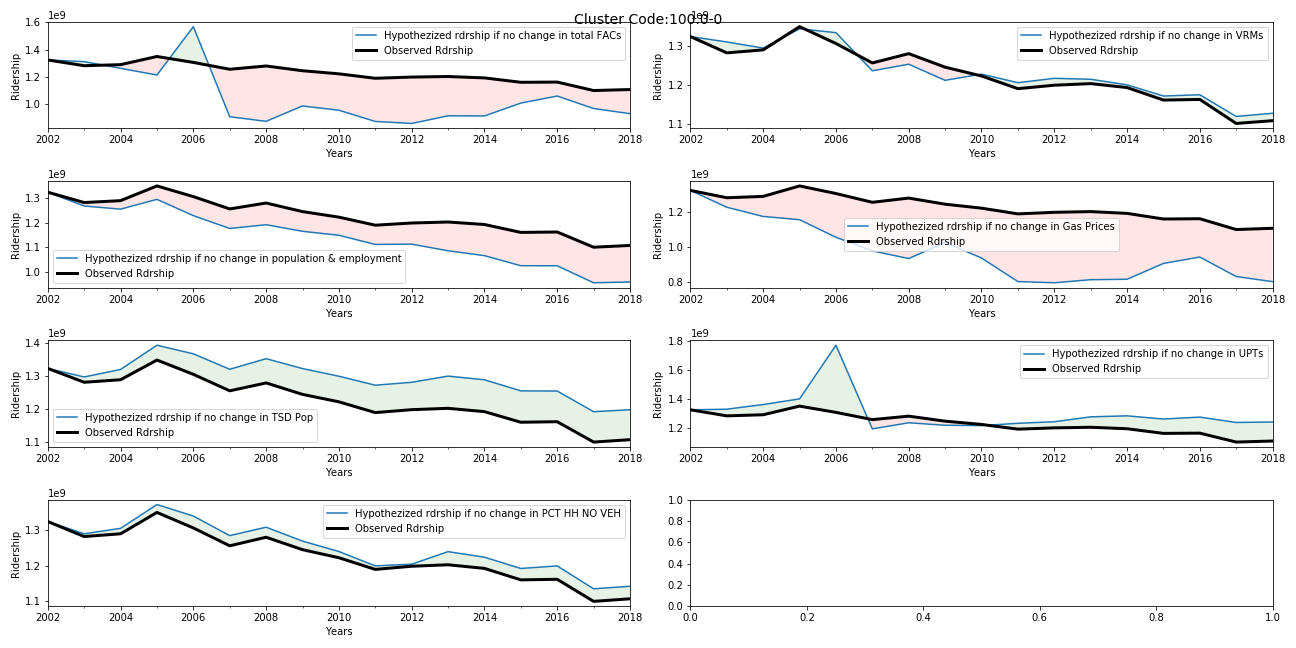 Cluster Code:100.0-0
1e9
1.6
1.4
1.2
1.0
Ridership
Hypothezized rdrship if no change in total FACs
Observed Rdrship
2002 2004 2006 2008 2010 2012 2014 2016 2018
Years
1e9
1.3
1.2
1.1
Ridership
Hypothezized rdrship if no change in VRMs
Observed Rdrship
2002 2004 2006 2008 2010 2012 2014 2016 2018
Years
1e9
1.3
1.2
1.1
1.0
Ridership
Hypothezized rdrship if no change in population & employment
Observed Rdrship
2002 2004 2006 2008 2010 2012 2014 2016 2018
Years
1e9
1.2
1.0
0.8
Ridership
Hypothezized rdrship if no change in Gas Prices
Observed Rdrship
2002 2004 2006 2008 2010 2012 2014 2016 2018
Years
1e9
1.4
1.3
1.2
1.1
Ridership
Hypothezized rdrship if no change in TSD Pop
Observed Rdrship
2002 2004 2006 2008 2010 2012 2014 2016 2018
Years
1e9
1.8
1.6
1.4
1.2
Ridership
Hypothezized rdrship if no change in UPTs
Observed Rdrship
2002 2004 2006 2008 2010 2012 2014 2016 2018
Years
1e9
1.3
1.2
1.1
Ridership
Hypothezized rdrship if no change in PCT HH NO VEH
Observed Rdrship
2002 2004 2006 2008 2010 2012 2014 2016 2018
Years
1.0
0.8
0.6
0.4
0.2
0.0
0.0 0.2 0.4 0.6 0.8 1.0